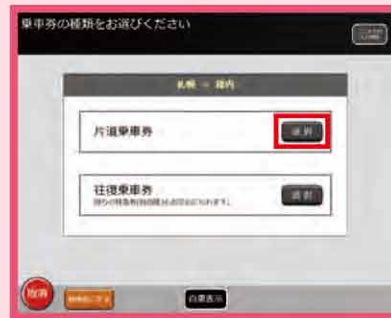 乗車券の種類をお選びください
札幌 → 稚内
片道乗車券
選択
往復乗車券
選択
取消
白黒表示